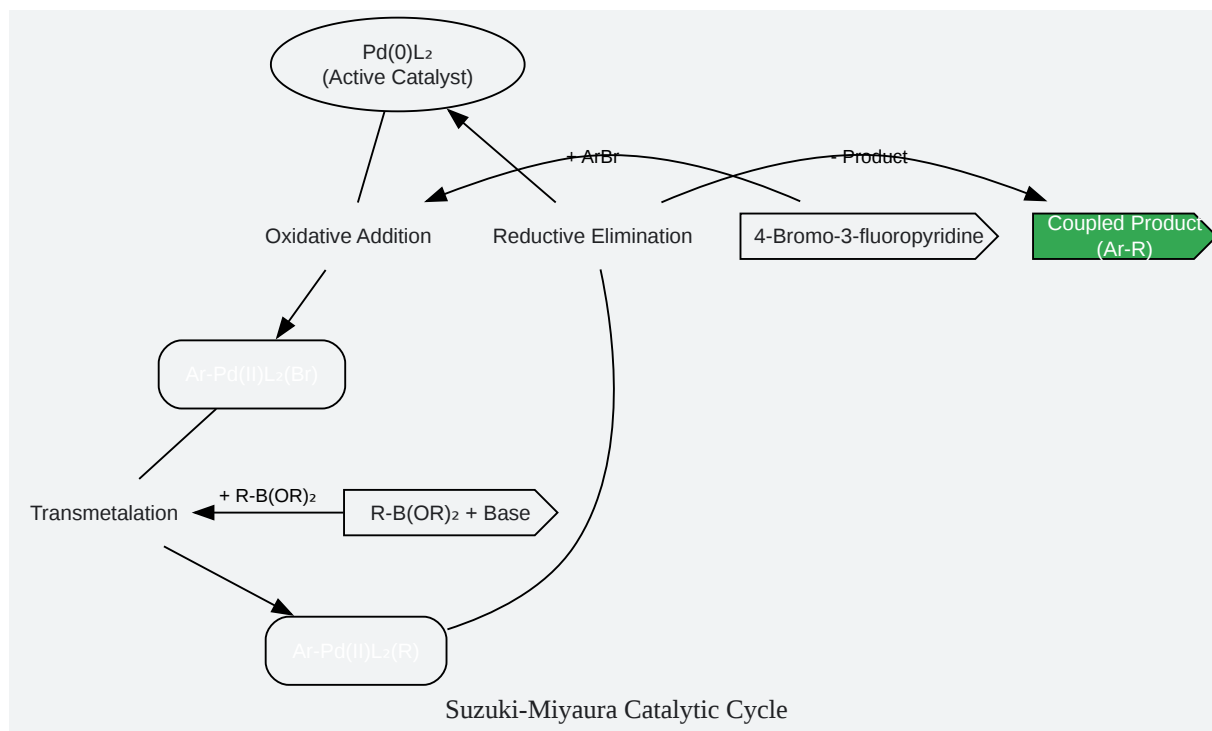 Pd(0)L₂
(Active Catalyst)
+ ArBr
- Product
Oxidative Addition
Reductive Elimination
4-Bromo-3-fluoropyridine
Coupled Product
(Ar-R)
Ar-Pd(II)L₂(Br)
+ R-B(OR)₂
Transmetalation
R-B(OR)₂ + Base
Ar-Pd(II)L₂(R)
Suzuki-Miyaura Catalytic Cycle